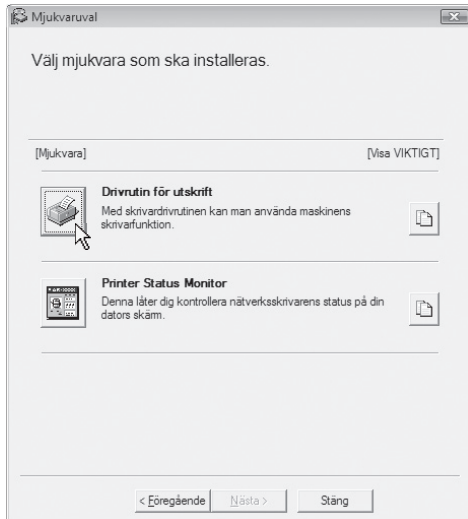 Mjukvaruval
Välj mjukvara som ska installeras.
[Mjukvara] [Visa VIKTIGT]
Drivrutin för utskrift
Med skrivardrivrutinen kan man använda maskinens
skrivarfunktion.
Printer Status Monitor
Denna låter dig kontrollera nätverksskrivarens status på din
dators skärm.
< Föregående Nästa > Stäng